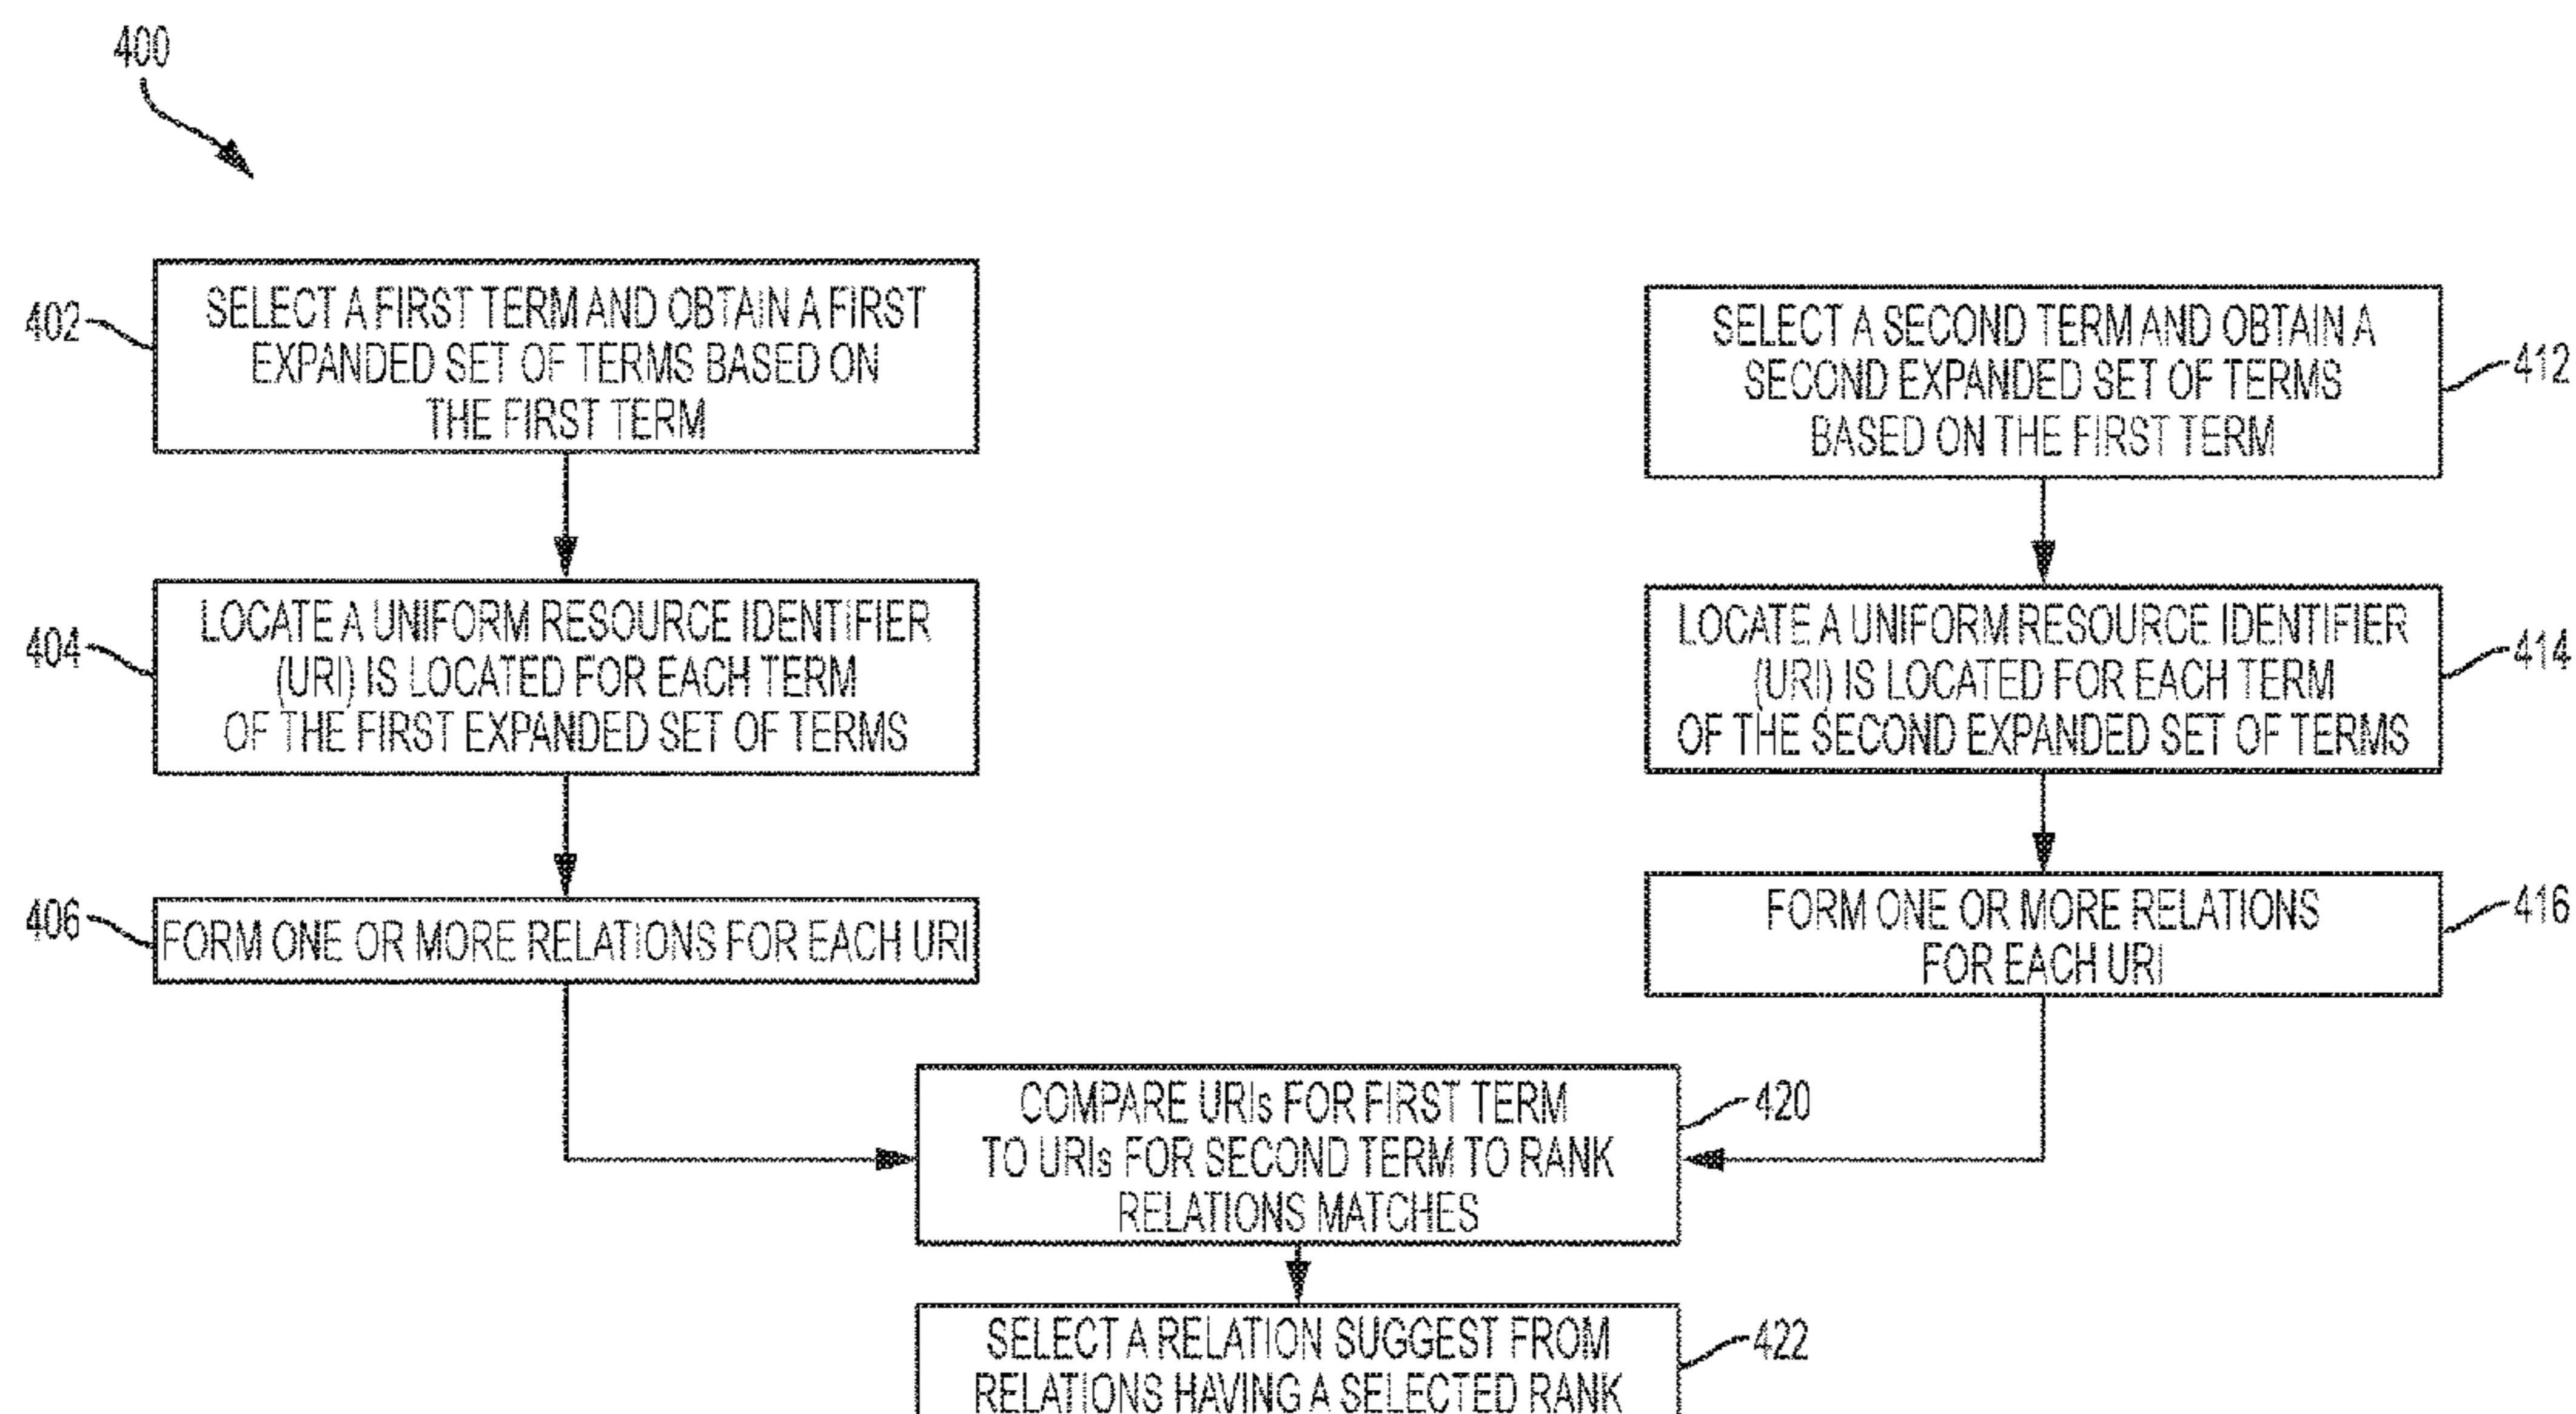 400
402
SELECT A FIRST TERM AND OBTAIN A FIRST
EXPANDED SET OF TERMS BASED ON
THE FIRST TERM
SELECT A SECOND TERM AND OBTAIN A
SECOND EXPANDED SET OF TERMS
BASED ON THE FIRST TERM
412
404
LOCATE A UNIFORM RESOURCE IDENTIFIER
(URI) IS LOCATED FOR EACH TERM
OF THE FIRST EXPANDED SET OF TERMS
LOCATE A UNIFORM RESOURCE IDENTIFIER
(URI) IS LOCATED FOR EACH TERM
OF THE SECOND EXPANDED SET OF TERMS
414
406
FORM ONE OR MORE RELATIONS FOR EACH URI
FORM ONE OR MORE RELATIONS
FOR EACH URI
416
COMPARE URIs FOR FIRST TERM
TO URIs FOR SECOND TERM TO RANK
RELATIONS MATCHES
420
SELECT A RELATION SUGGEST FROM
RELATIONS HAVING A SELECTED RANK
422